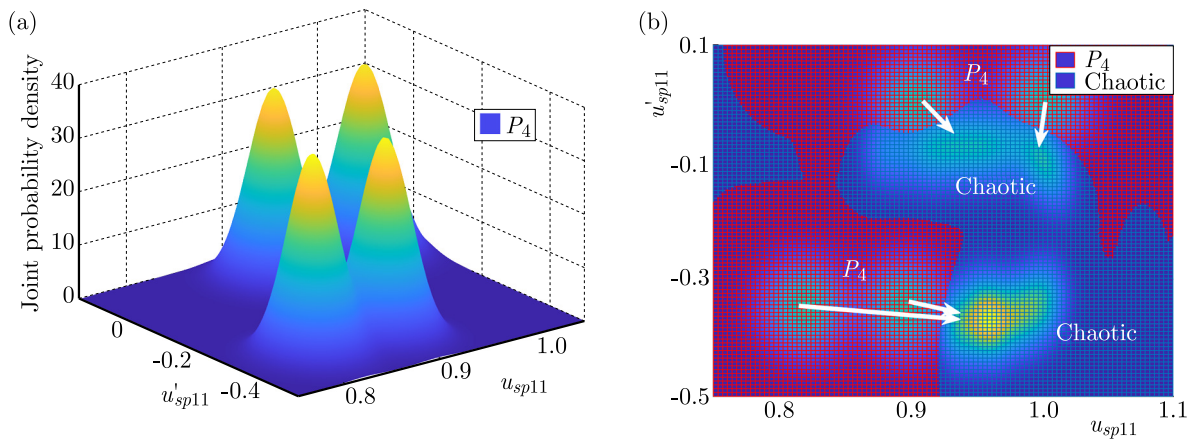 (a)
Joint probability density
40
30
20
10
0
0
-0.2
-0.4
u'sp11
0.8
0.9
1.0
usp11
P4
(b)
u'sp11
0.1
-0.1
-0.3
-0.5
0.8
0.9
1.0
1.1
usp11
P4
P4
Chaotic
Chaotic
P4
Chaotic